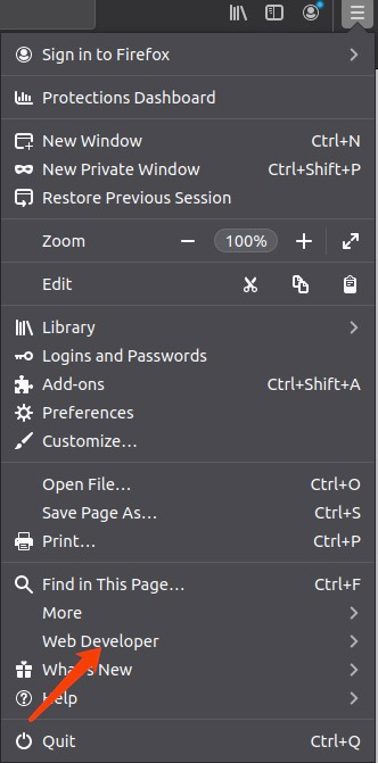 Sign in to Firefox
Protections Dashboard
New Window Ctrl+N
New Private Window Ctrl+Shift+P
Restore Previous Session
Zoom − 100% +
Edit
Library
Logins and Passwords
Add-ons Ctrl+Shift+A
Preferences
Customize…
Open File… Ctrl+O
Save Page As… Ctrl+S
Print… Ctrl+P
Find in This Page… Ctrl+F
More
Web Developer
What's New
Help
Quit Ctrl+Q